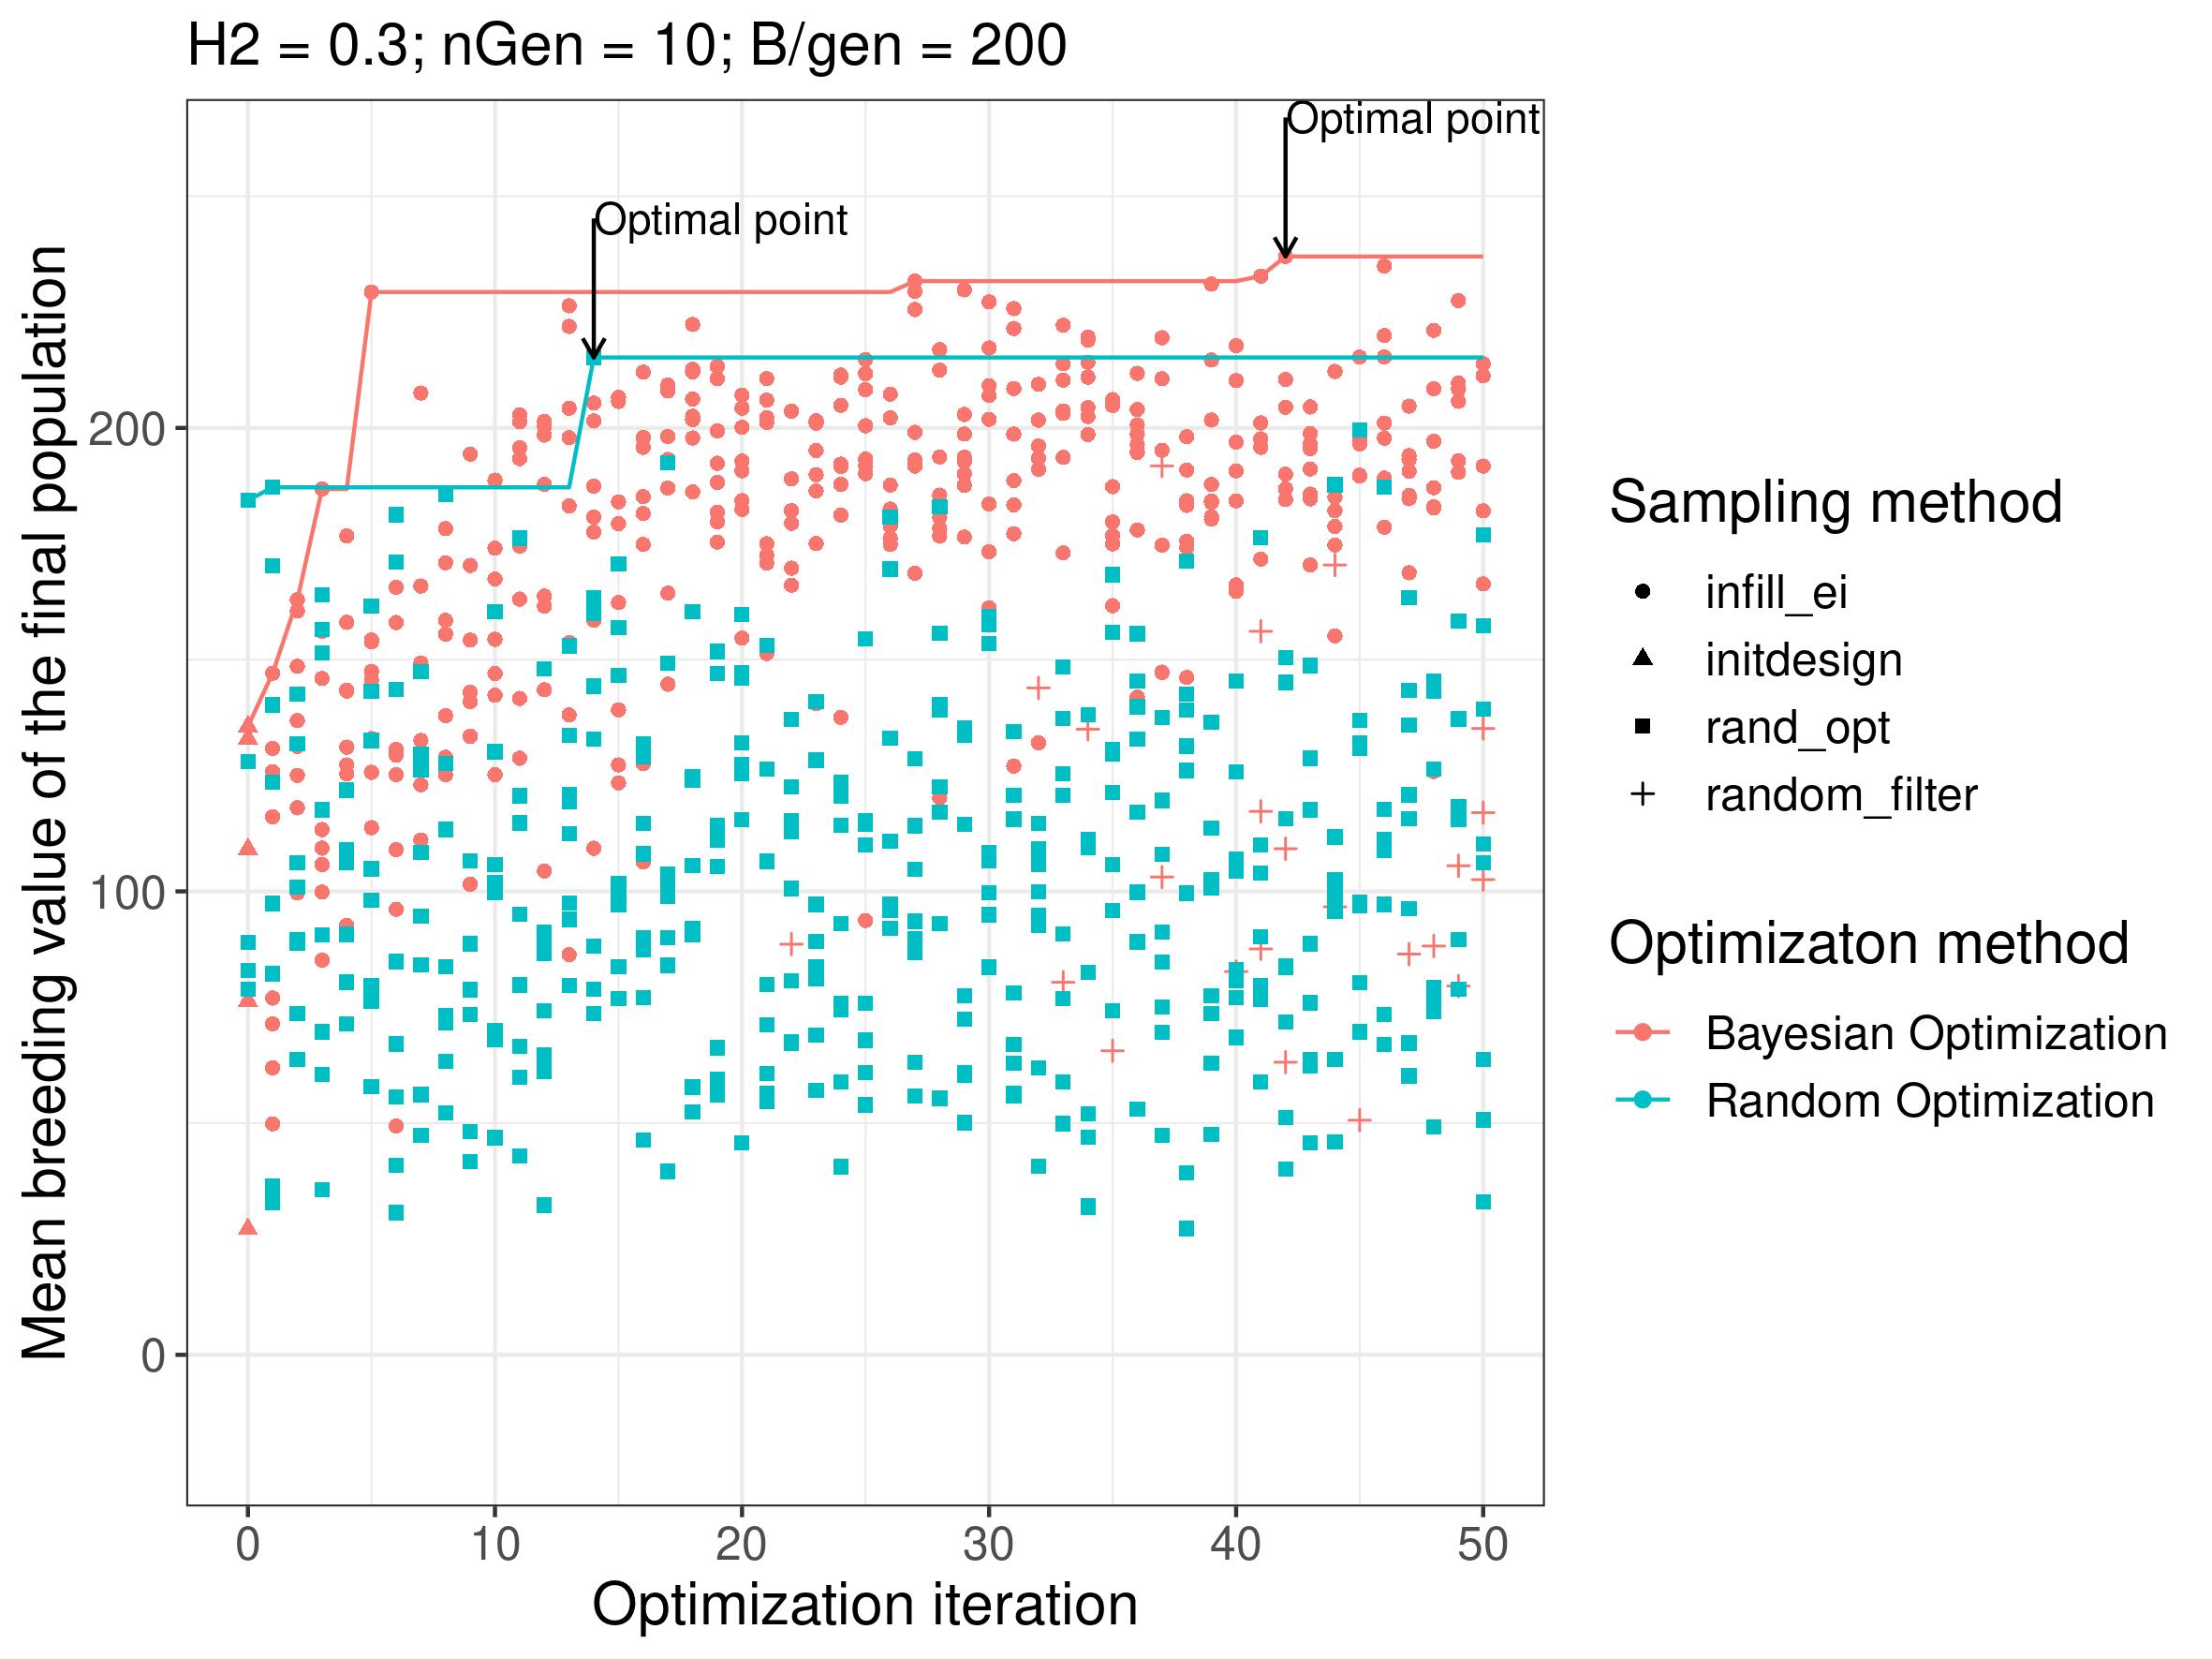 H2 = 0.3; nGen = 10; B/gen = 200
Optimal point
Optimal point
Mean breeding value of the final population
200
100
0
0 10 20 30 40 50
Optimization iteration
Sampling method
infill_ei
initdesign
rand_opt
random_filter
Optimizaton method
Bayesian Optimization
Random Optimization